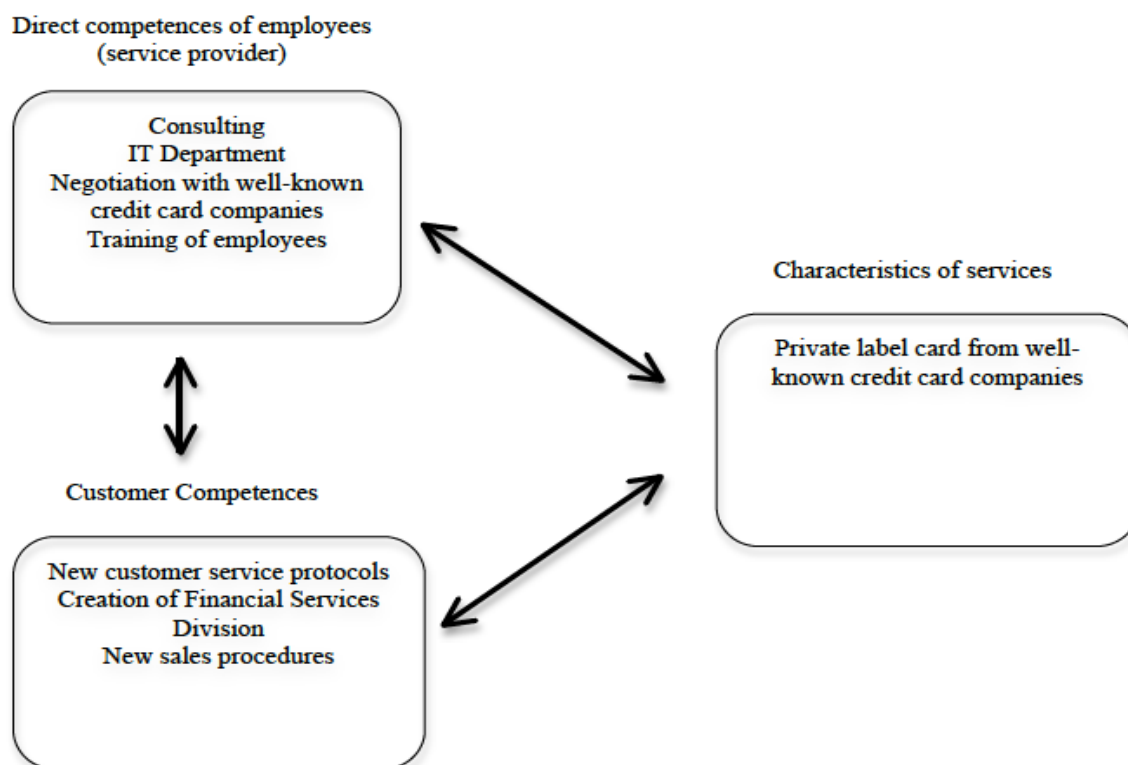 Direct competences of employees
(service provider)
Consulting
IT Department
Negotiation with well-known
credit card companies
Training of employees
Characteristics of services
Private label card from well-
known credit card companies
Customer Competences
New customer service protocols
Creation of Financial Services
Division
New sales procedures